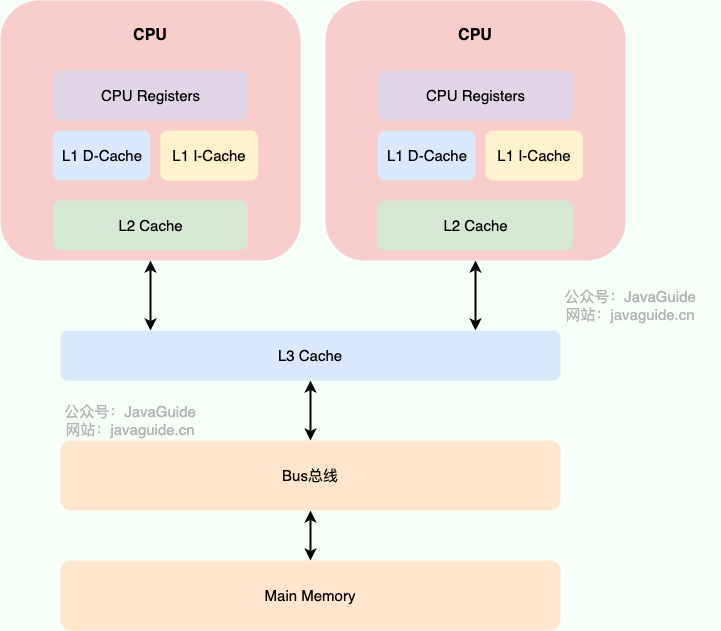 CPU
CPU
CPU Registers
CPU Registers
L1 D-Cache
L1 I-Cache
L1 D-Cache
L1 I-Cache
L2 Cache
L2 Cache
公众号：JavaGuide
网站：javaguide.cn
L3 Cache
公众号：JavaGuide
网站：javaguide.cn
Bus总线
Main Memory